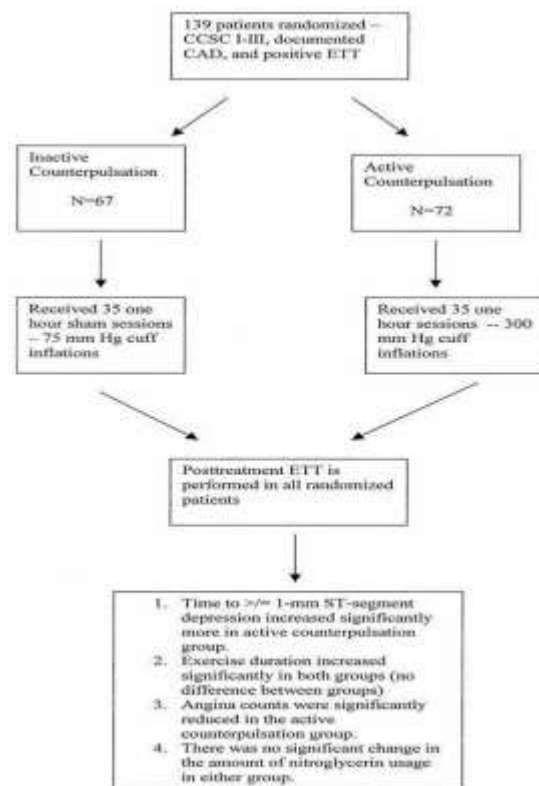 139 patients randomized –
CCSC I-III, documented
CAD, and positive ETT
Inactive
Counterpulsation
N=67
Active
Counterpulsation
N=72
Received 35 one
hour sham sessions
– 75 mm Hg cuff
inflations
Received 35 one
hour sessions -- 300
mm Hg cuff
inflations
Posttreatment ETT is
performed in all randomized
patients
1. Time to >/= 1-mm ST-segment
depression increased significantly
more in active counterpulsation
group.
2. Exercise duration increased
significantly in both groups (no
difference between groups)
3. Angina counts were significantly
reduced in the active
counterpulsation group.
4. There was no significant change in
the amount of nitroglycerin usage
in either group.